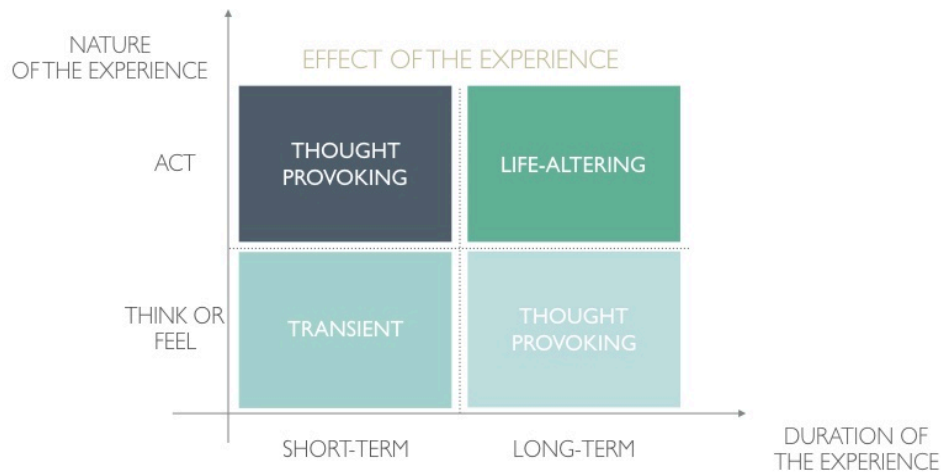 NATURE
OF THE EXPERIENCE
EFFECT OF THE EXPERIENCE
ACT
THOUGHT
PROVOKING
LIFE-ALTERING
THINK OR
FEEL
TRANSIENT
THOUGHT
PROVOKING
SHORT-TERM
LONG-TERM
DURATION OF
THE EXPERIENCE